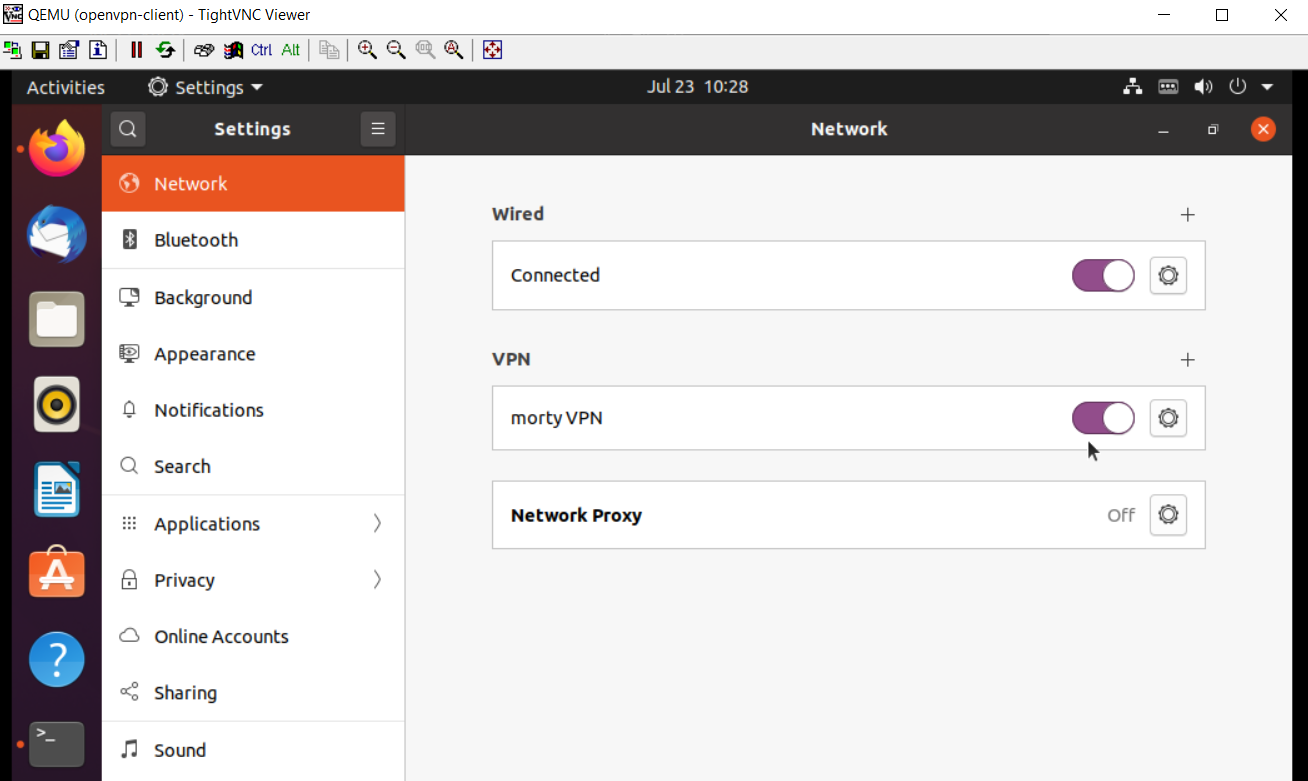 QEMU (openvpn-client) - TightVNC Viewer
Ctrl Alt
Activities Settings Jul 23 10:28
Settings Network
Network
Bluetooth
Background
Appearance
Notifications
Search
Applications
Privacy
Online Accounts
Sharing
Sound
Wired
Connected
VPN
morty VPN
Network Proxy Off